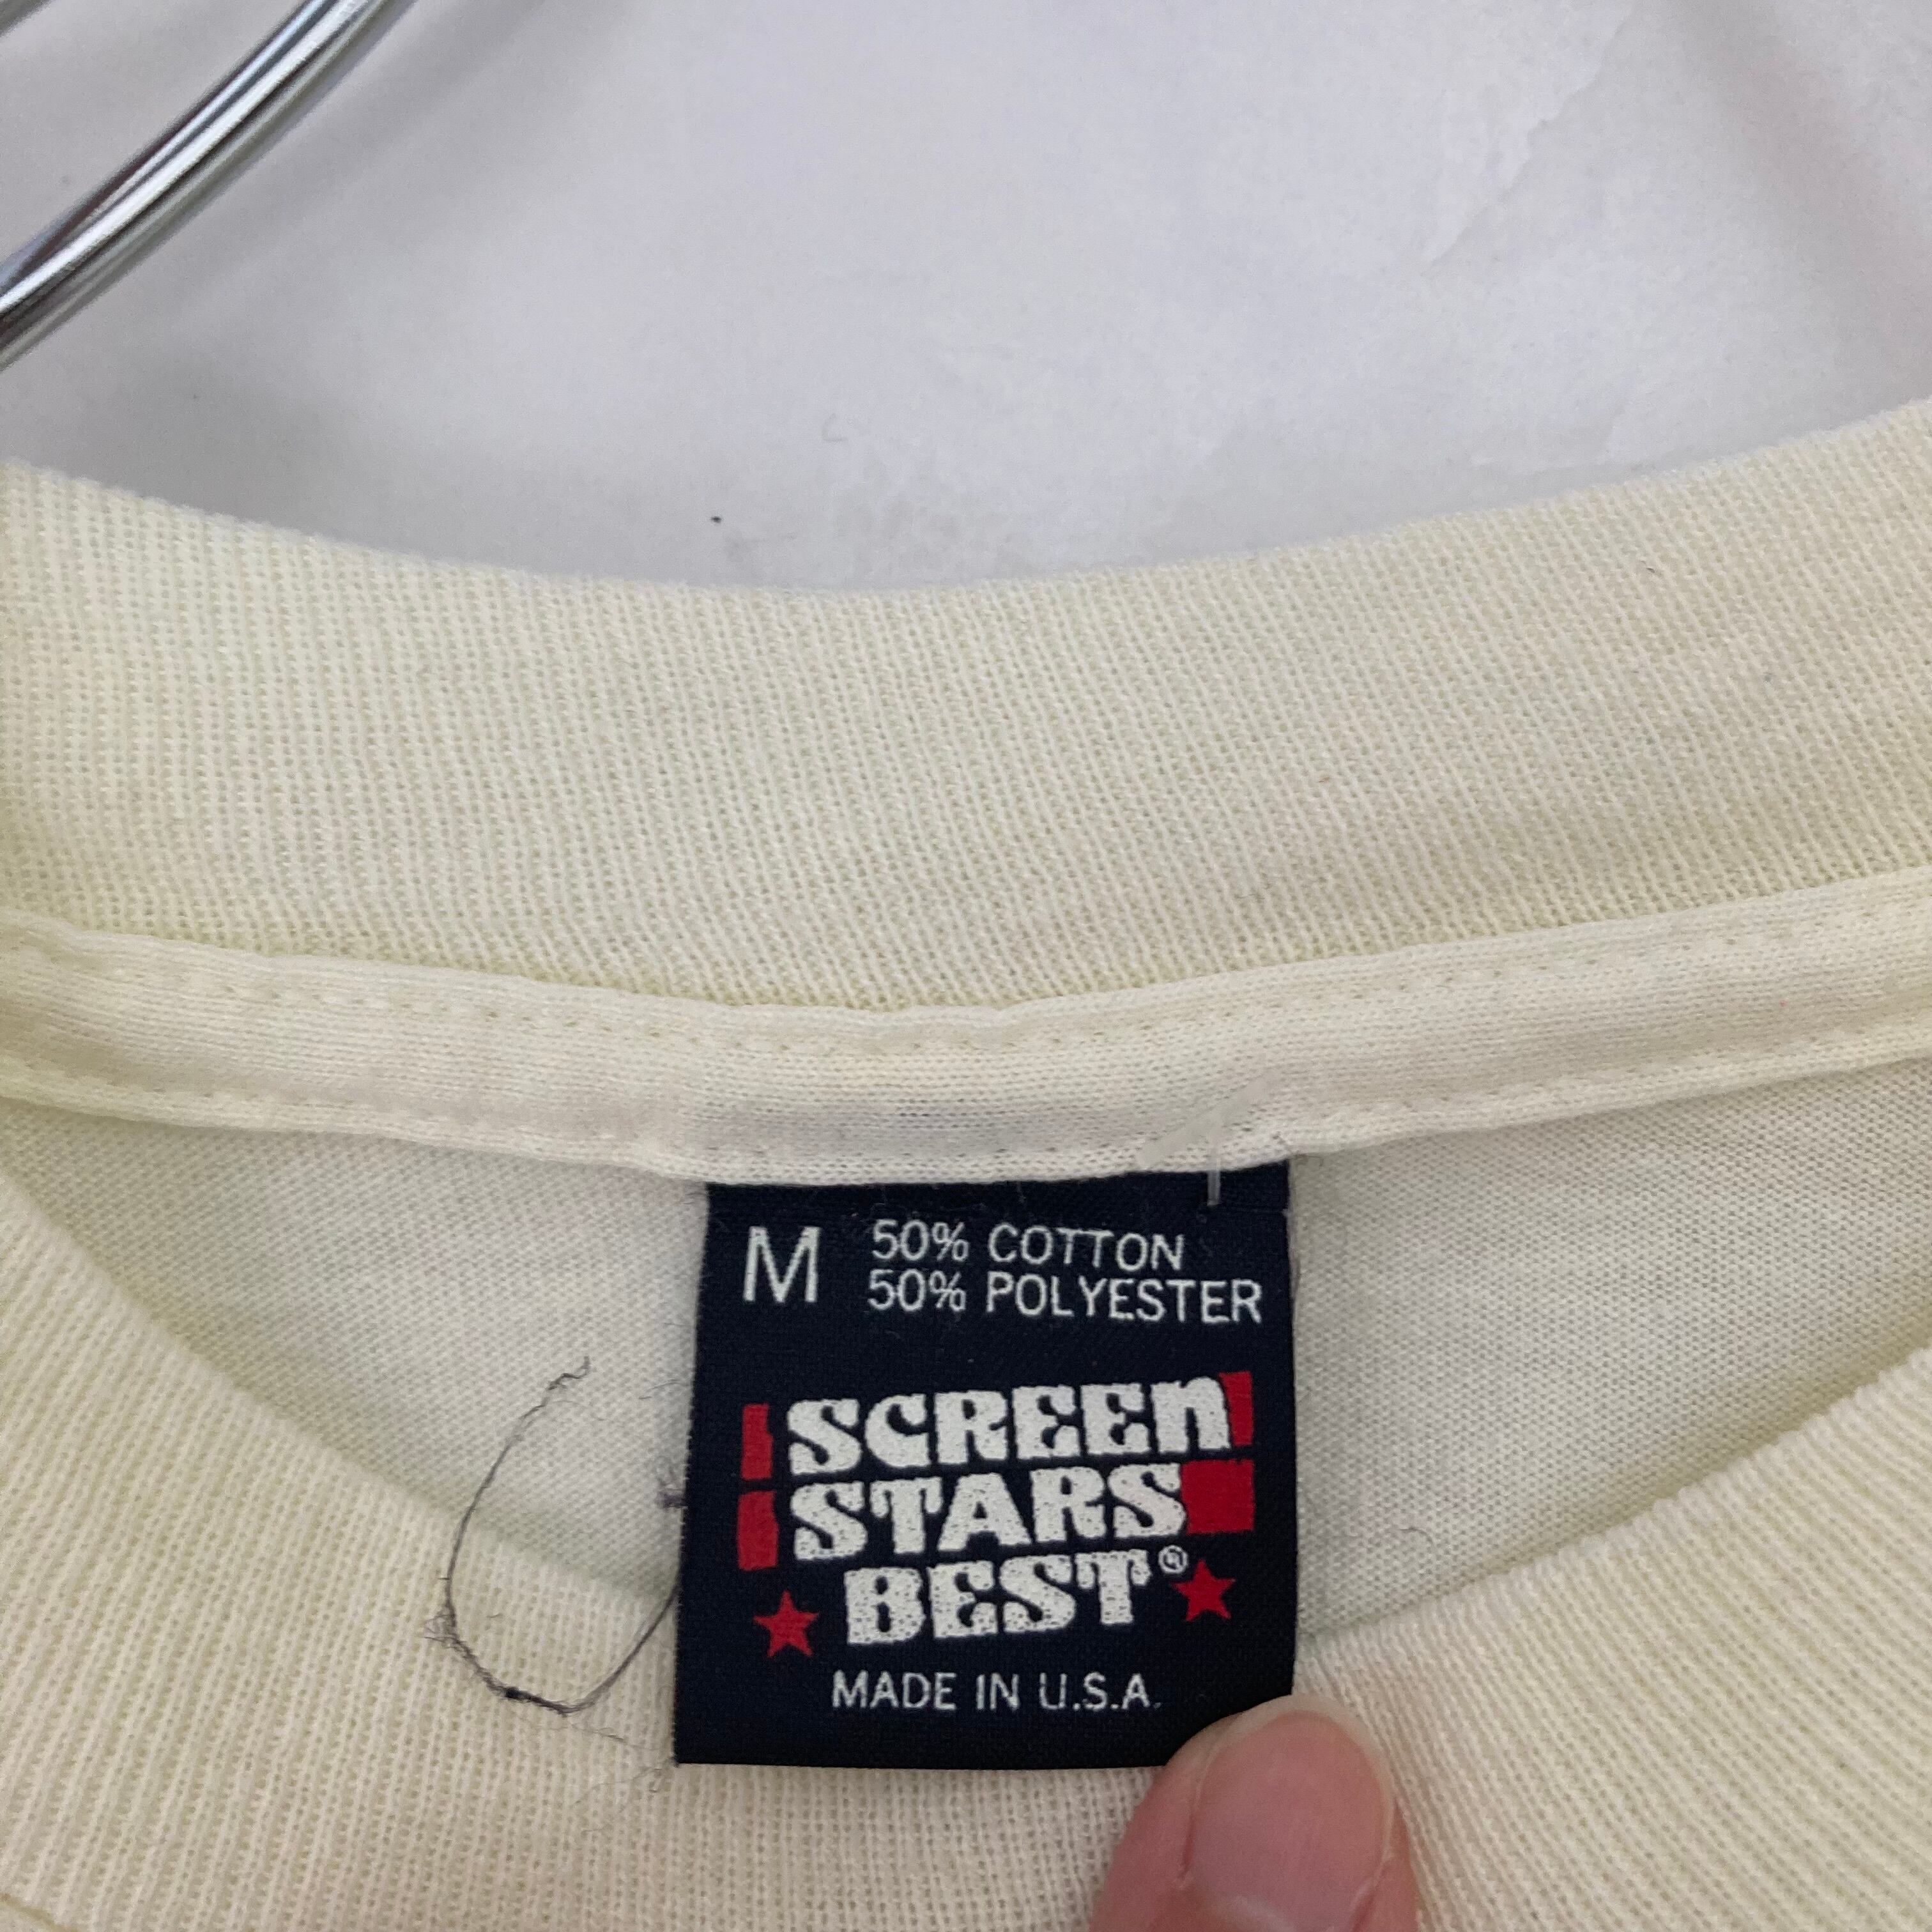 M 50% COTTON
50% POLYESTER
SCREEN
STARS
BEST®
MADE IN U.S.A.